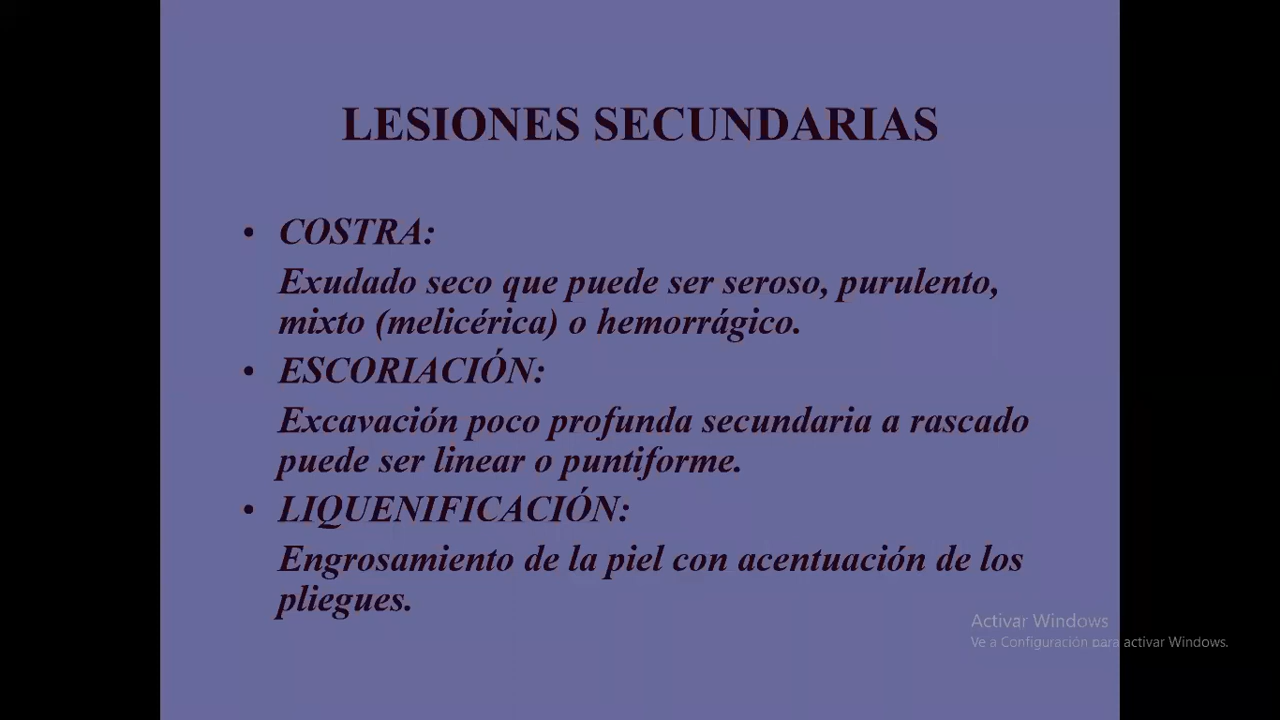 LESIONES SECUNDARIAS
• COSTRA:
Exudado seco que puede ser seroso, purulento,
mixto (melicérica) o hemorrágico.
• ESCORIACIÓN:
Excavación poco profunda secundaria a rascado
puede ser linear o puntiforme.
• LIQUENIFICACIÓN:
Engrosamiento de la piel con acentuación de los
pliegues.
Activar Windows
Ve a Configuración para activar Windows.